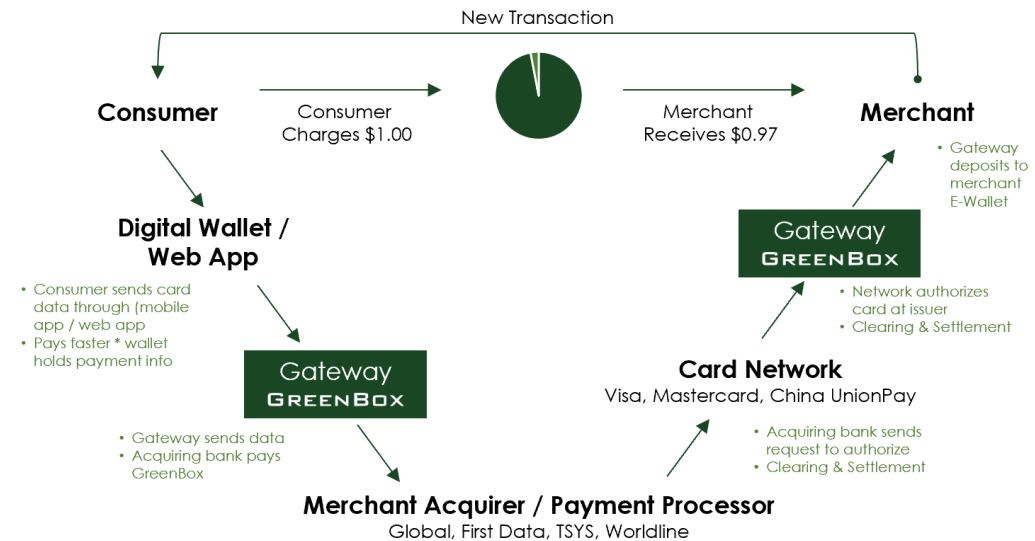 New Transaction
Consumer
Consumer
Charges $1.00
Merchant
Receives $0.97
Merchant
• Gateway
deposits to
merchant
E-Wallet
Digital Wallet /
Web App
• Consumer sends card
data through (mobile
app / web app
• Pays faster * wallet
holds payment info
Gateway
GREENBOX
• Network authorizes
card at issuer
• Clearing & Settlement
Gateway
GREENBOX
• Gateway sends data
• Acquiring bank pays
GreenBox
Card Network
Visa, Mastercard, China UnionPay
• Acquiring bank sends
request to authorize
• Clearing & Settlement
Merchant Acquirer / Payment Processor
Global, First Data, TSYS, Worldline